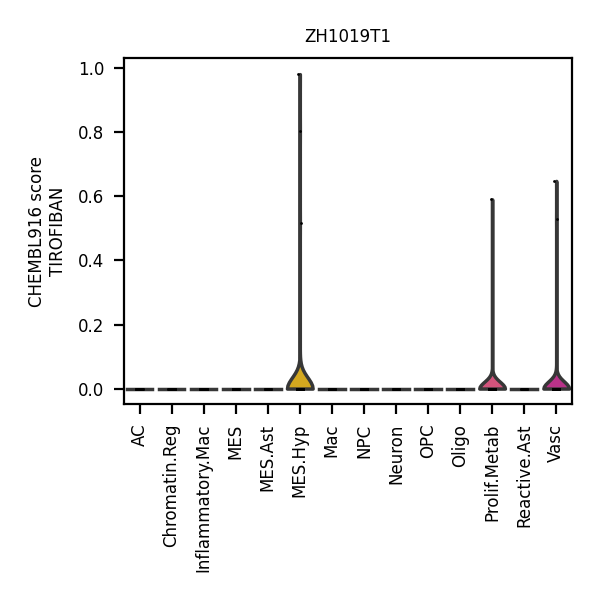 ZH1019T1
CHEMBL916 score
TIROFIBAN
1.0
0.8
0.6
0.4
0.2
0.0
AC
Chromatin.Reg
Inflammatory.Mac
MES
MES.Ast
MES.Hyp
Mac
NPC
Neuron
OPC
Oligo
Prolif.Metab
Reactive.Ast
Vasc